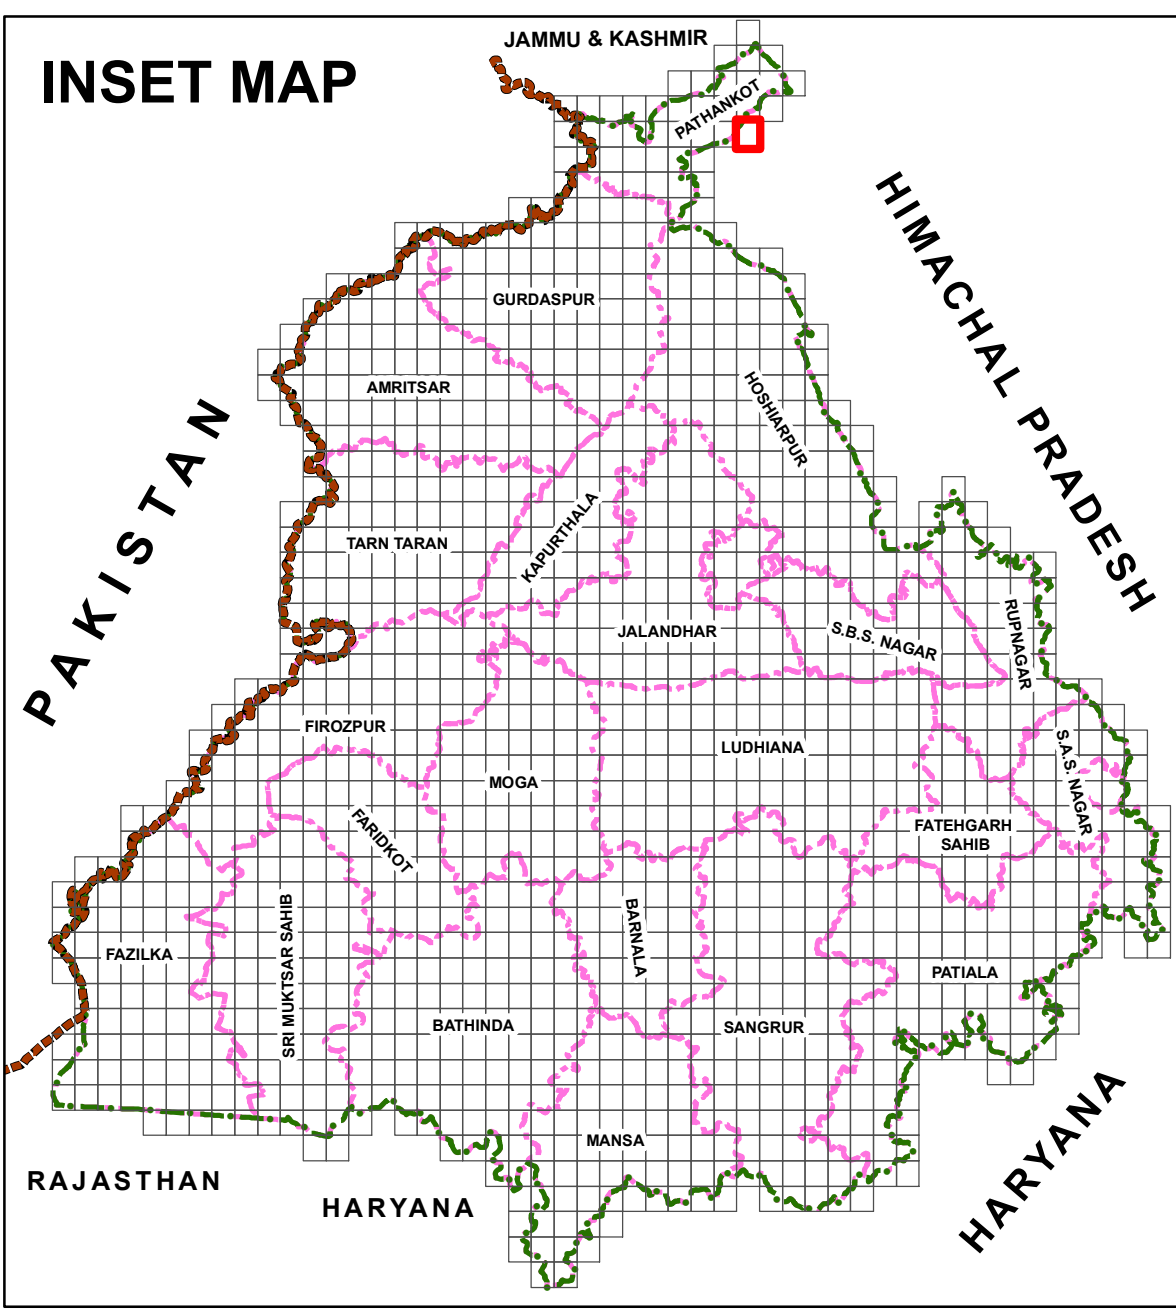 JAMMU & KASHMIR
INSET MAP
PATHANKOT
HIMACHAL PRADESH
GURDASPUR
AMRITSAR
HOSHIARPUR
PAKISTAN
KAPURTHALA
TARN TARAN
JALANDHAR
S.B.S. NAGAR
RUPNAGAR
FIROZPUR
LUDHIANA
S.A.S. NAGAR
MOGA
FARIDKOT
FATEHGARH
SAHIB
SRI MUKTSAR SAHIB
BARNALA
FAZILKA
PATIALA
BATHINDA
SANGRUR
MANSA
RAJASTHAN
HARYANA
HARYANA